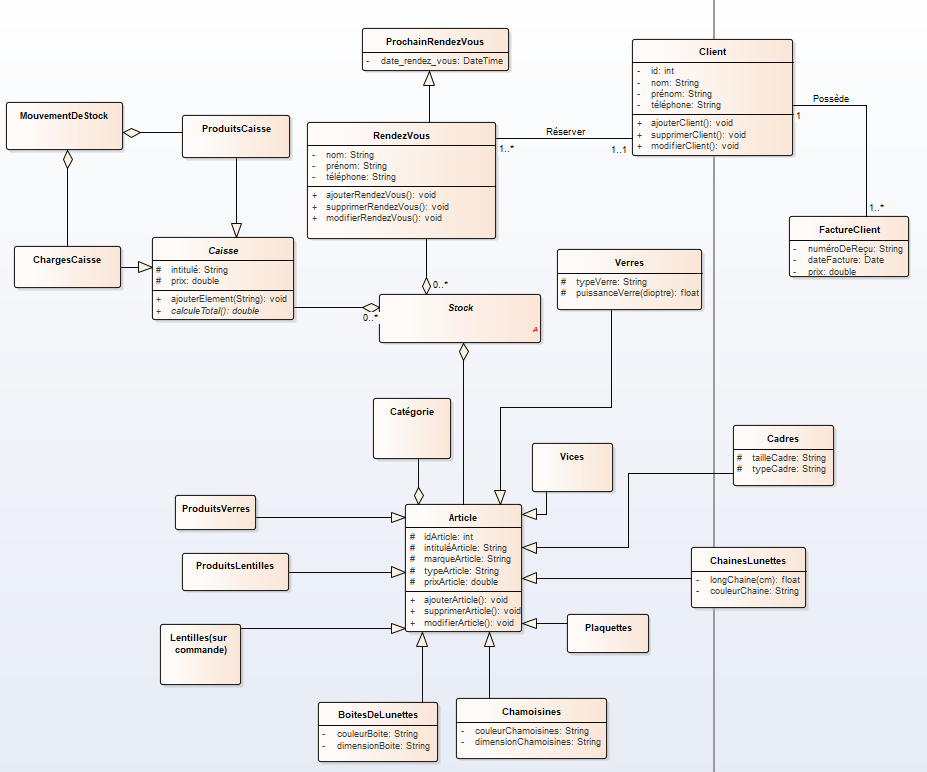 ProchainRendezVous
- date_rendez_vous: DateTime
Client
- id: int
- nom: String
- prénom: String
- téléphone: String
+ ajouterClient(): void
+ supprimerClient(): void
+ modifierClient(): void
Possède
1
1..*
MouvementDeStock
ProduitsCaisse
RendezVous
- nom: String
- prénom: String
- téléphone: String
+ ajouterRendezVous(): void
+ supprimerRendezVous(): void
+ modifierRendezVous(): void
Réserver
1..*
1..1
FactureClient
- numéroDeReçu: String
- dateFacture: Date
- prix: double
ChargesCaisse
Caisse
# intitulé: String
# prix: double
+ ajouterElement(String): void
+ calculeTotal(): double
Verres
# typeVerre: String
# puissanceVerre(dioptre): float
0..*
0..*
Stock
A
Catégorie
Vices
Cadres
# tailleCadre: String
# typeCadre: String
ProduitsVerres
Article
# idArticle: int
# intituléArticle: String
# marqueArticle: String
# typeArticle: String
# prixArticle: double
+ ajouterArticle(): void
+ supprimerArticle(): void
+ modifierArticle(): void
ProduitsLentilles
ChainesLunettes
- longChaine(cm): float
- couleurChaine: String
Lentilles(sur
commande)
Plaquettes
BoitesDeLunettes
- couleurBoite: String
- dimensionBoite: String
Chamoisines
- couleurChamoisines: String
- dimensionChamoisines: String